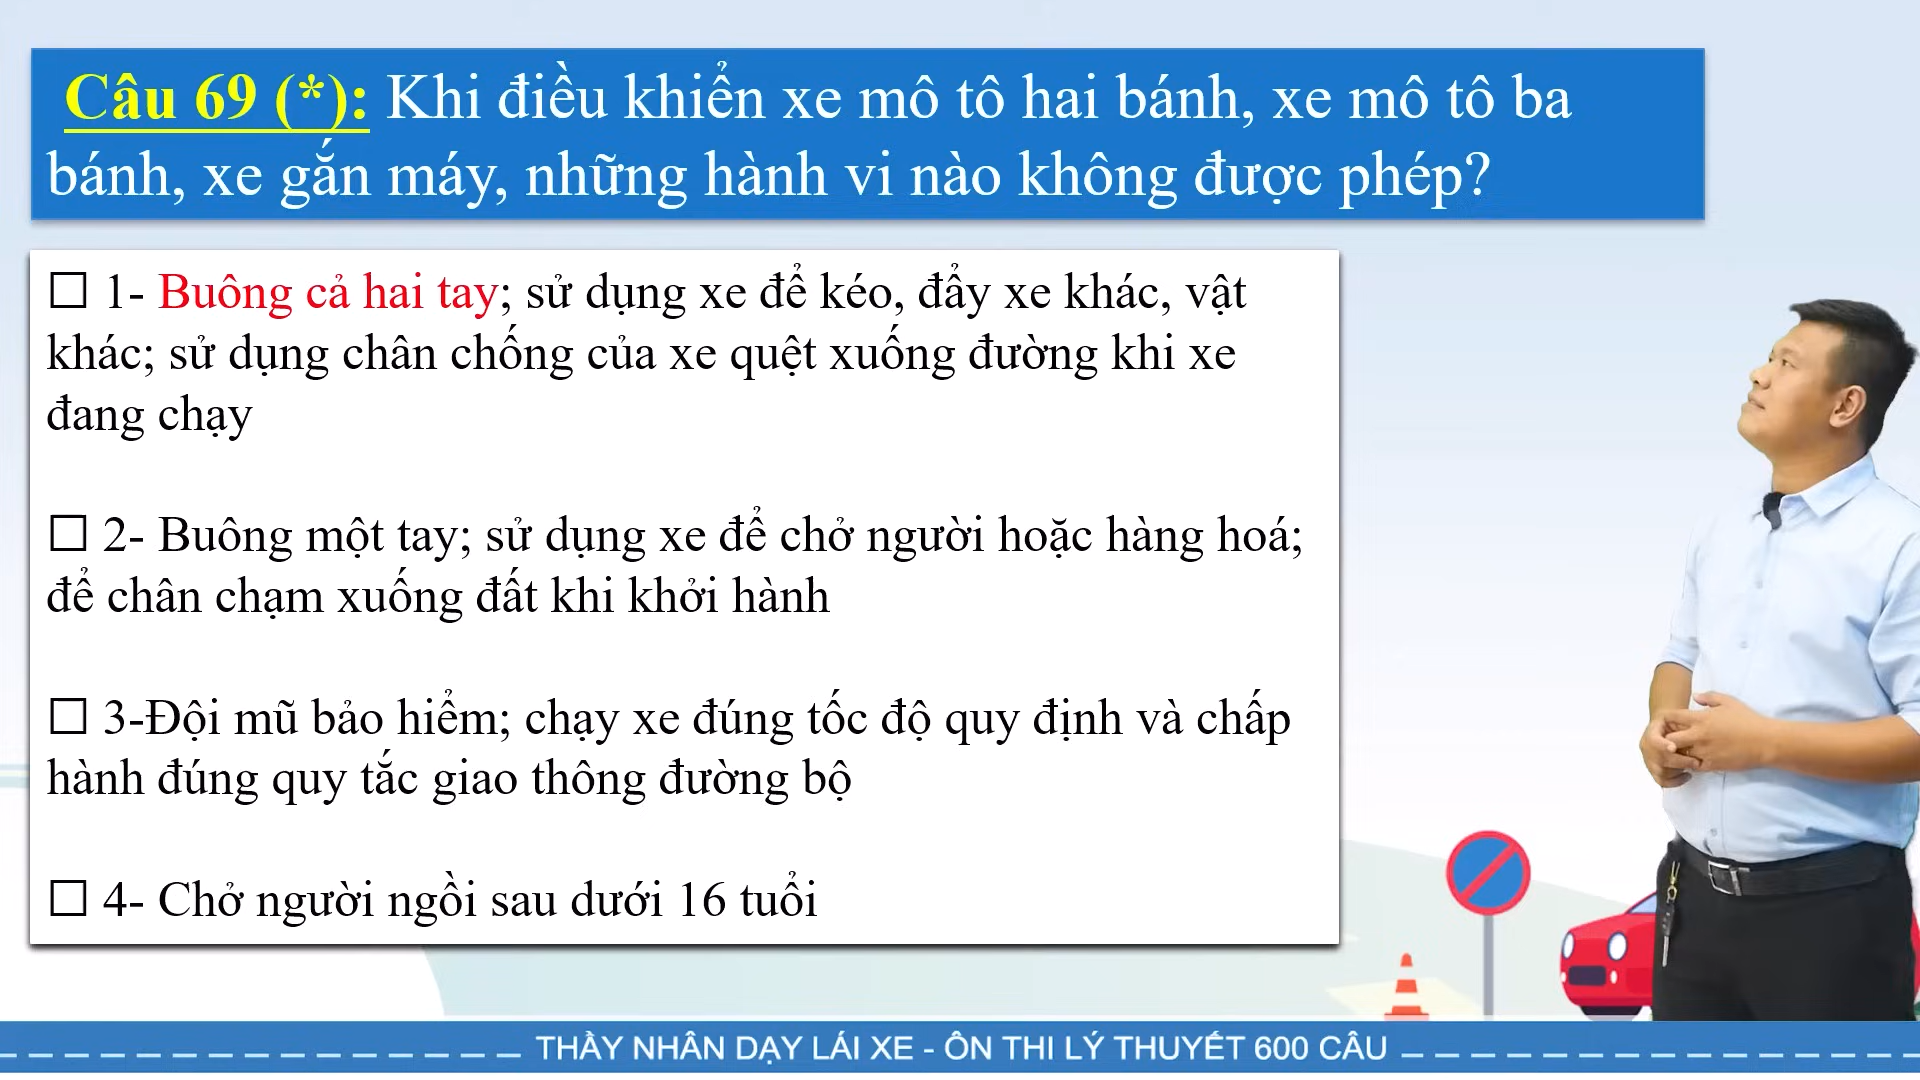 Câu 69 (*): Khi điều khiển xe mô tô hai bánh, xe mô tô ba
bánh, xe gắn máy, những hành vi nào không được phép?
☐ 1- Buông cả hai tay; sử dụng xe để kéo, đẩy xe khác, vật
khác; sử dụng chân chống của xe quệt xuống đường khi xe
đang chạy
☐ 2- Buông một tay; sử dụng xe để chở người hoặc hàng hoá;
để chân chạm xuống đất khi khởi hành
☐ 3-Đội mũ bảo hiểm; chạy xe đúng tốc độ quy định và chấp
hành đúng quy tắc giao thông đường bộ
☐ 4- Chở người ngồi sau dưới 16 tuổi
THẦY NHÂN DẠY LÁI XE - ÔN THI LÝ THUYẾT 600 CÂU